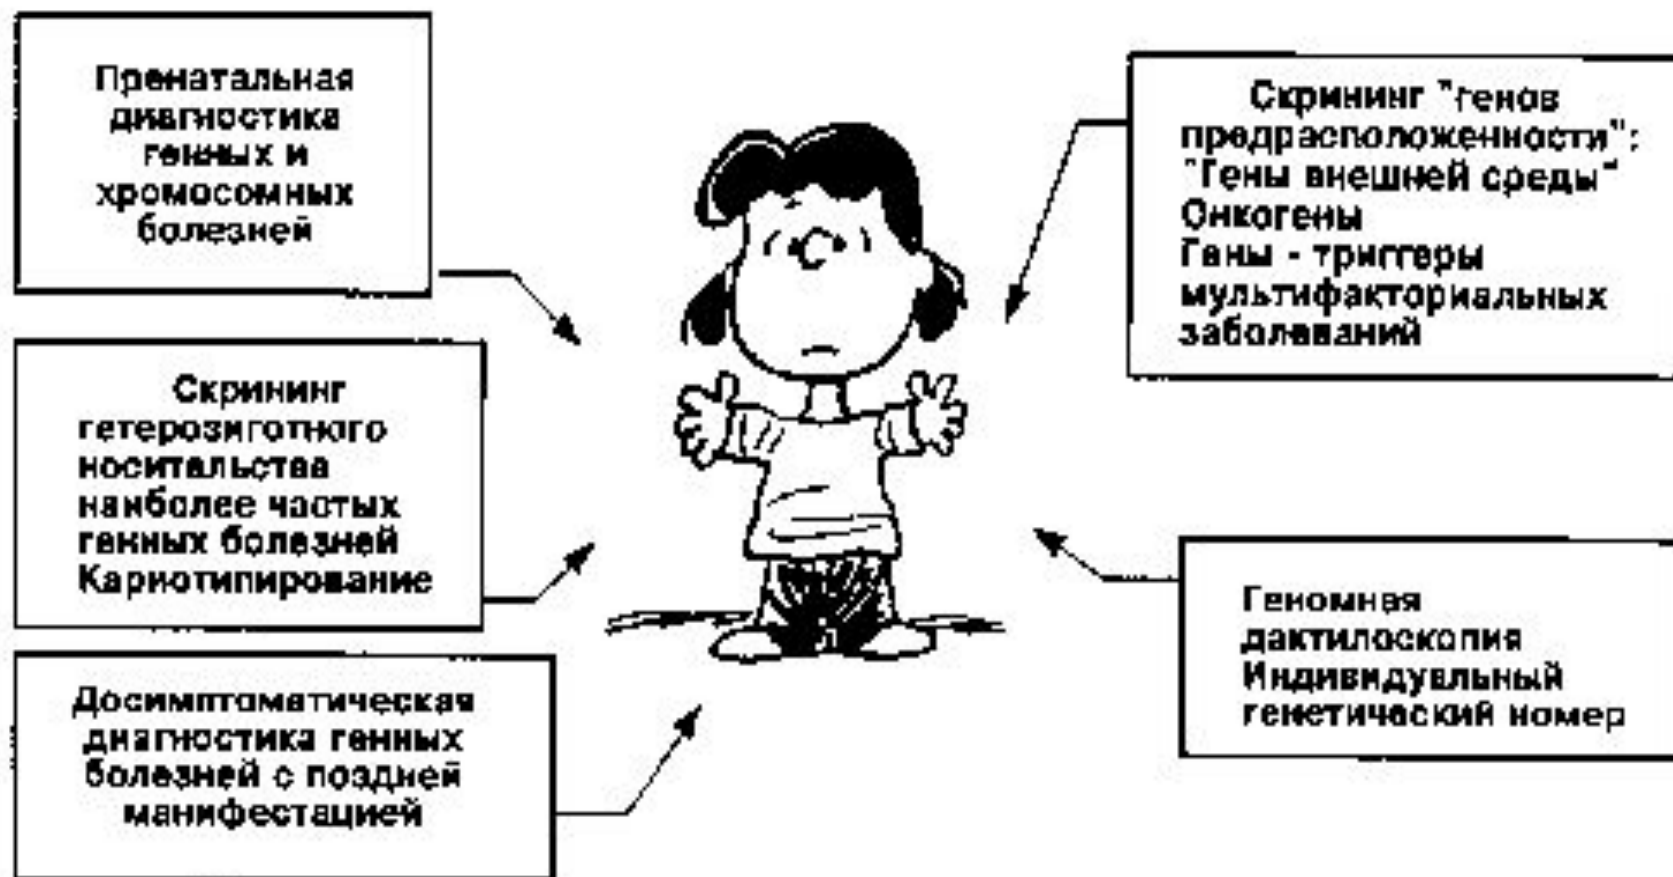 Пренатальная
диагностика
генных и
хромосомных
болезней
Скрининг
гетерозиготного
носительства
наиболее частых
генных болезней
Кариотипирование
Досимптоматическая
диагностика генных
болезней с поздней
манифестацией
Скрининг "генов
предрасположенности":
"Гены внешней среды"
Онкогены
Гены - триггеры
мультифакториальных
заболеваний
Геномная
дактилоскопия
Индивидуальный
генетический номер